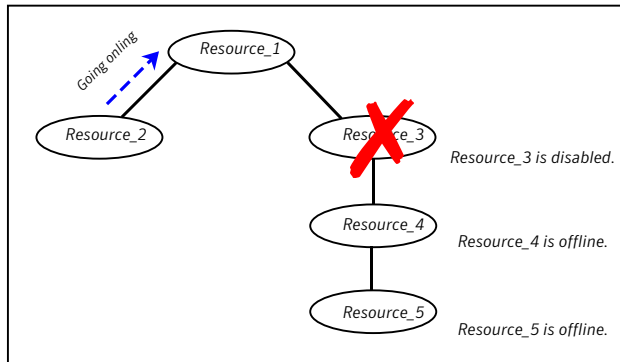 Going onling
Resource_1
Resource_2
Resource_3
Resource_3 is disabled.
Resource_4
Resource_4 is offline.
Resource_5
Resource_5 is offline.